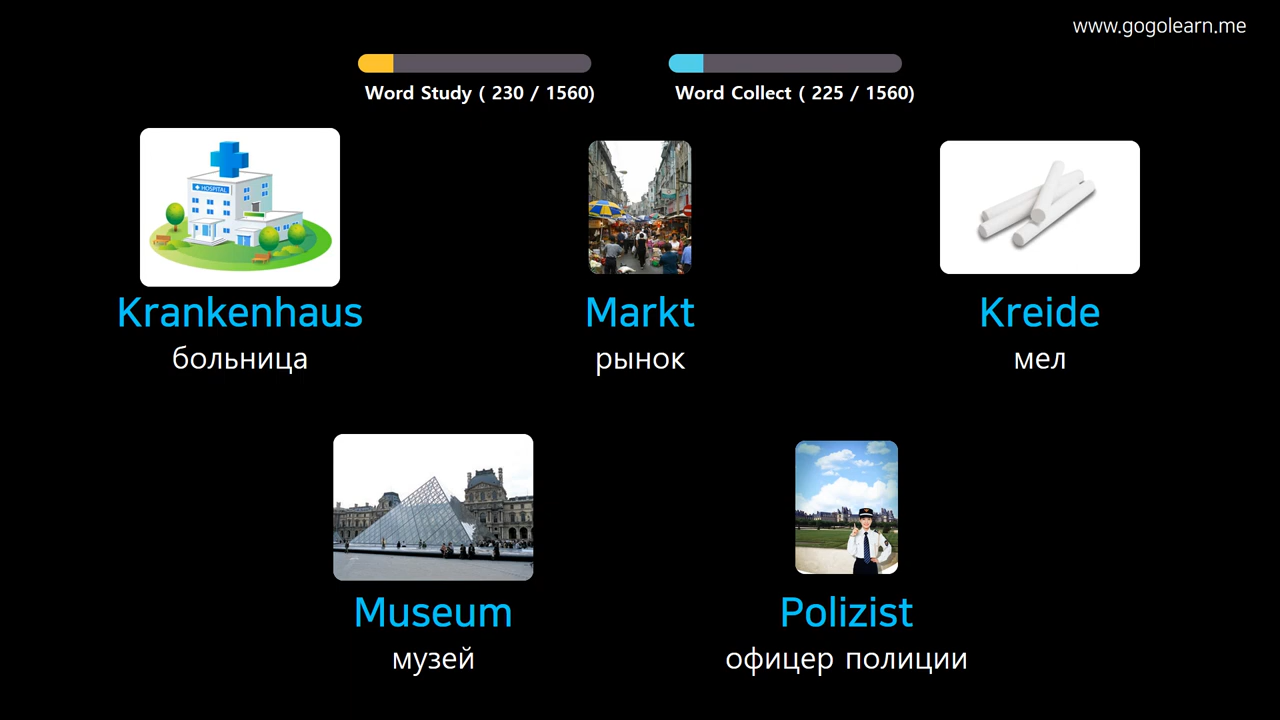 www.gogolearn.me
Word Study ( 230 / 1560)
Word Collect ( 225 / 1560)
HOSPITAL
Krankenhaus
Markt
Kreide
больница
рынок
мел
Museum
Polizist
музей
офицер полиции